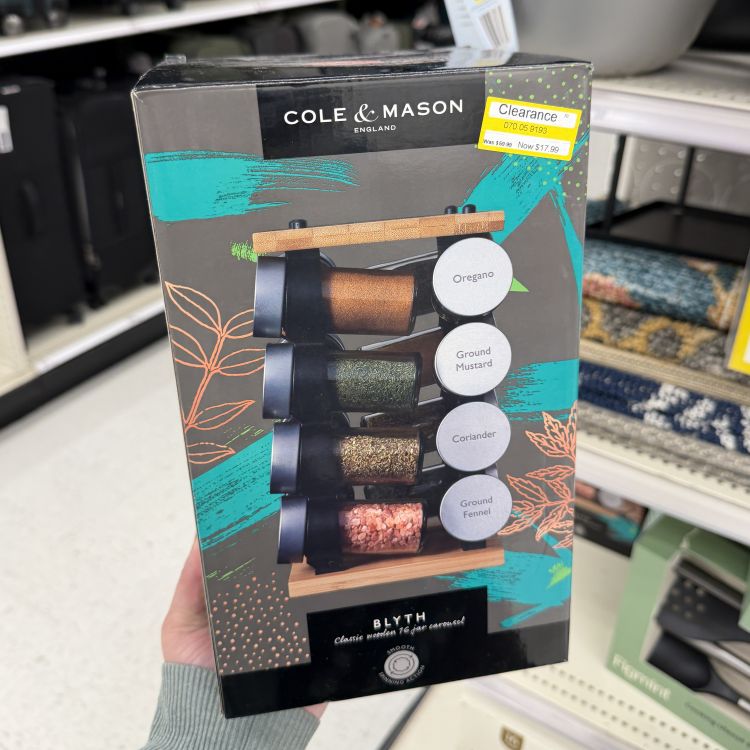 COLE & MASON
ENGLAND
Clearance
070 05 9193
Now $17.99
Oregano
Ground
Mustard
Coriander
Ground
Fennel
BLYTH
Classic wooden 16 jar carousel
SMOOTH
SPINNING ACTION
Figmint